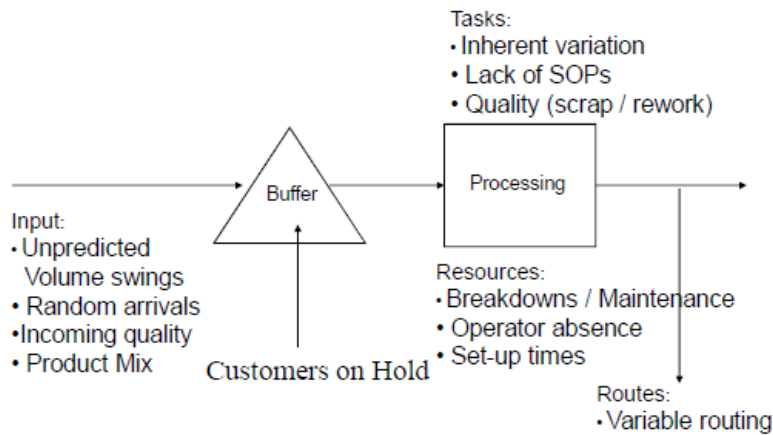 Tasks:
• Inherent variation
• Lack of SOPs
• Quality (scrap / rework)
Buffer
Processing
Input:
• Unpredicted
Volume swings
• Random arrivals
•Incoming quality
• Product Mix
Customers on Hold
Resources:
• Breakdowns / Maintenance
• Operator absence
• Set-up times
Routes:
• Variable routing